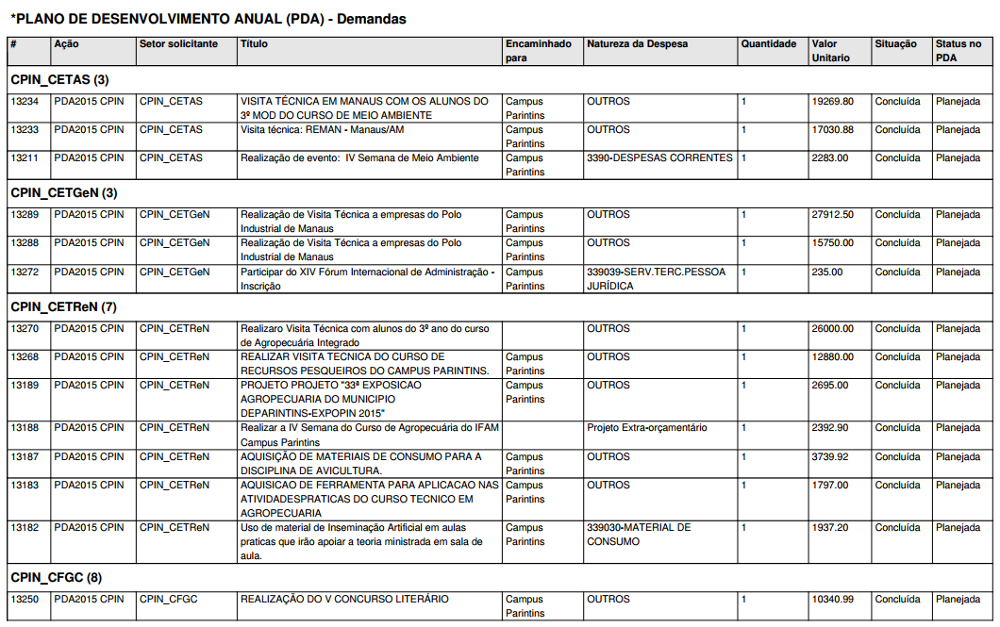 *PLANO DE DESENVOLVIMENTO ANUAL (PDA) - Demandas
# Ação Setor solicitante Título Encaminhado para Natureza da Despesa Quantidade Valor Unitario Situação Status no PDA
CPIN_CETAS (3)
13234 PDA2015 CPIN CPIN_CETAS VISITA TÉCNICA EM MANAUS COM OS ALUNOS DO 3º MOD DO CURSO DE MEIO AMBIENTE Campus Parintins OUTROS 1 19269.80 Concluída Planejada
13233 PDA2015 CPIN CPIN_CETAS Visita técnica: REMAN - Manaus/AM Campus Parintins OUTROS 1 17030.88 Concluída Planejada
13211 PDA2015 CPIN CPIN_CETAS Realização de evento: IV Semana de Meio Ambiente Campus Parintins 3390-DESPESAS CORRENTES 1 2283.00 Concluída Planejada
CPIN_CETGeN (3)
13289 PDA2015 CPIN CPIN_CETGeN Realização de Visita Técnica a empresas do Polo Industrial de Manaus Campus Parintins OUTROS 1 27912.50 Concluída Planejada
13288 PDA2015 CPIN CPIN_CETGeN Realização de Visita Técnica a empresas do Polo Industrial de Manaus Campus Parintins OUTROS 1 15750.00 Concluída Planejada
13272 PDA2015 CPIN CPIN_CETGeN Participar do XIV Fórum Internacional de Administração - Inscrição Campus Parintins 339039-SERV.TERC.PESSOA JURÍDICA 1 235.00 Concluída Planejada
CPIN_CETReN (7)
13270 PDA2015 CPIN CPIN_CETReN Realizaro Visita Técnica com alunos do 3º ano do curso de Agropecuária Integrado OUTROS 1 26000.00 Concluída Planejada
13268 PDA2015 CPIN CPIN_CETReN REALIZAR VISITA TECNICA DO CURSO DE RECURSOS PESQUEIROS DO CAMPUS PARINTINS. Campus Parintins OUTROS 1 12880.00 Concluída Planejada
13189 PDA2015 CPIN CPIN_CETReN PROJETO PROJETO "33ª EXPOSICAO AGROPECUARIA DO MUNICIPIO DEPARINTINS-EXPOPIN 2015" Campus Parintins OUTROS 1 2695.00 Concluída Planejada
13188 PDA2015 CPIN CPIN_CETReN Realizar a IV Semana do Curso de Agropecuária do IFAM Campus Parintins Projeto Extra-orçamentário 1 2392.90 Concluída Planejada
13187 PDA2015 CPIN CPIN_CETReN AQUISIÇÃO DE MATERIAIS DE CONSUMO PARA A DISCIPLINA DE AVICULTURA. Campus Parintins OUTROS 1 3739.92 Concluída Planejada
13183 PDA2015 CPIN CPIN_CETReN AQUISICAO DE FERRAMENTA PARA APLICACAO NAS ATIVIDADESPRATICAS DO CURSO TECNICO EM AGROPECUARIA Campus Parintins OUTROS 1 1797.00 Concluída Planejada
13182 PDA2015 CPIN CPIN_CETReN Uso de material de Inseminação Artificial em aulas praticas que irão apoiar a teoria ministrada em sala de aula. Campus Parintins 339030-MATERIAL DE CONSUMO 1 1937.20 Concluída Planejada
CPIN_CFGC (8)
13250 PDA2015 CPIN CPIN_CFGC REALIZAÇÃO DO V CONCURSO LITERÁRIO Campus Parintins OUTROS 1 10340.99 Concluída Planejada